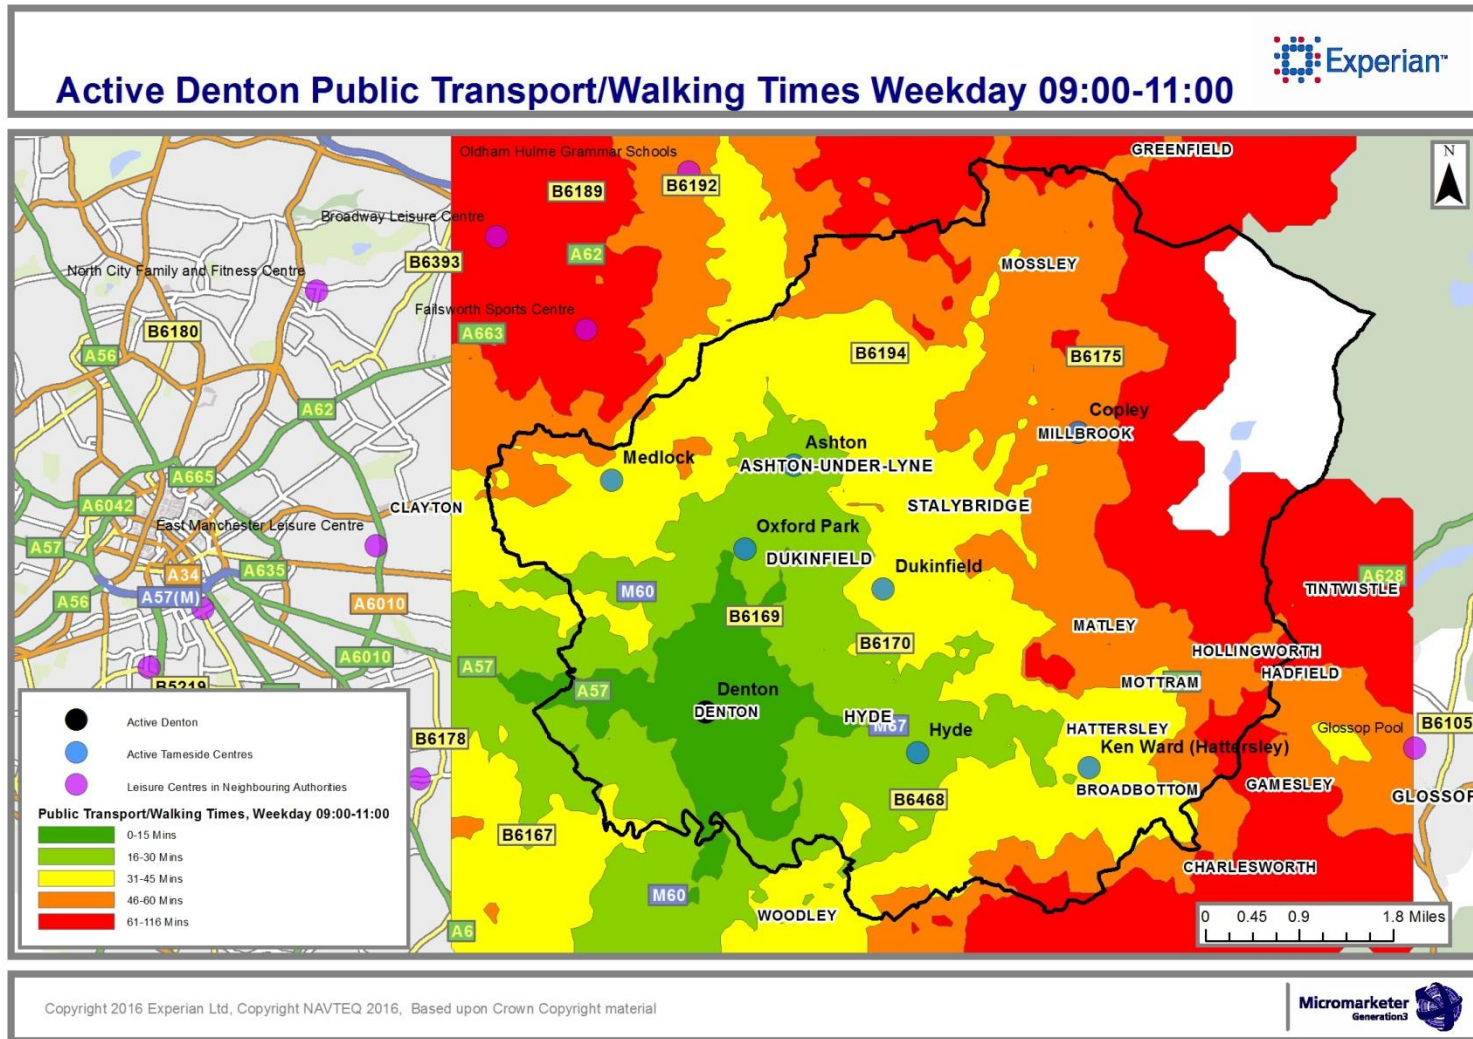 Active Denton Public Transport/Walking Times Weekday 09:00-11:00
Experian™
Oldham Hulme Grammar Schools
GREENFIELD
N
B6189
B6192
Broadway Leisure Centre
A62
B6393
MOSSLEY
North City Family and Fitness Centre
Failsworth Sports Centre
B6180
A663
A56
B6194
B6175
A62
Copley
MILLBROOK
Ashton
Medlock
ASHTON-UNDER-LYNE
A665
A6042
CLAYTON
STALYBRIDGE
East Manchester Leisure Centre
Oxford Park
A57
DUKINFIELD
A34
A635
Dukinfield
A628
A57(M)
M60
TINTWISTLE
A56
A6010
B6169
MATLEY
B6170
A6010
HOLLINGWORTH
A57
HADFIELD
B5219
MOTTRAM
A57
Denton
DENTON
HYDE
M67
Hyde
HATTERSLEY
Glossop Pool
B6105
B6178
Ken Ward (Hattersley)
BROADBOTTOM
GAMESLEY
GLOSSOP
B6468
B6167
CHARLESWORTH
M60
WOODLEY
A6
Active Denton
Active Tameside Centres
Leisure Centres in Neighbouring Authorities
Public Transport/Walking Times, Weekday 09:00-11:00
0-15 Mins
16-30 Mins
31-45 Mins
46-60 Mins
61-116 Mins
0 0.45 0.9 1.8 Miles
Copyright 2016 Experian Ltd, Copyright NAVTEQ 2016, Based upon Crown Copyright material
Micromarketer
Generation3